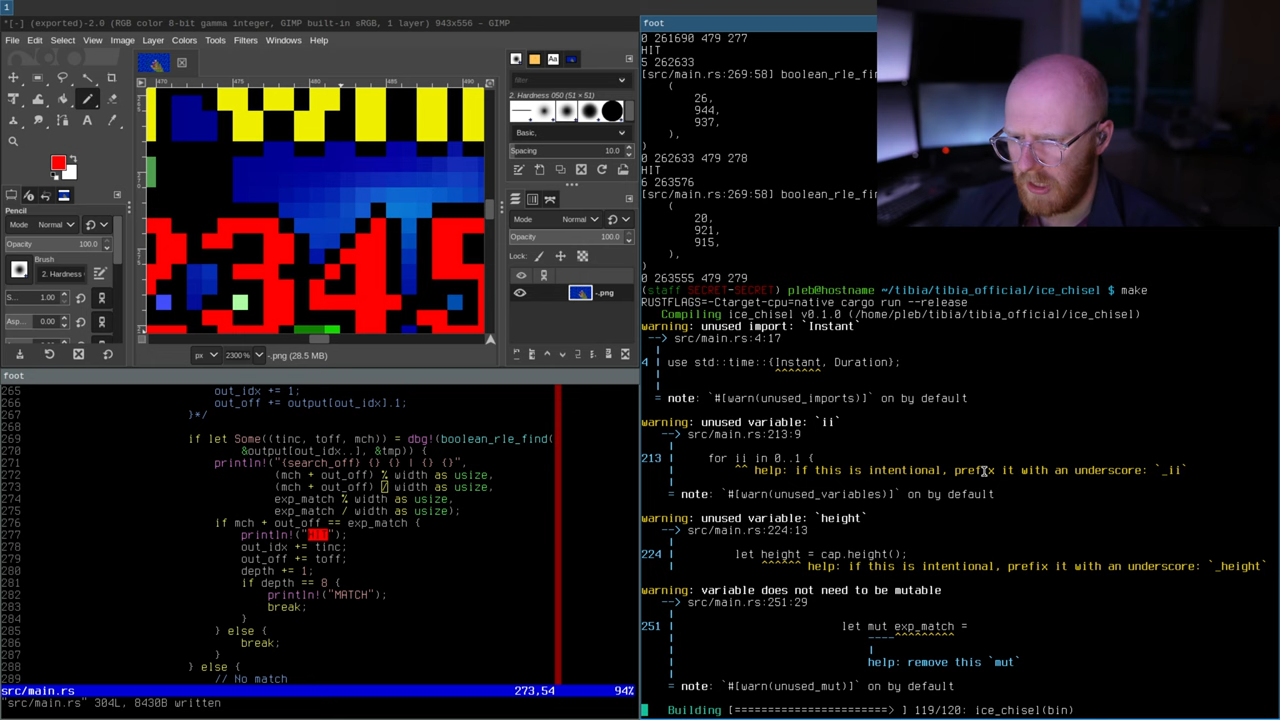 1
*[-] (exported)-2.0 (RGB color 8-bit gamma integer, GIMP built-in sRGB, 1 layer) 943x556 – GIMP
File Edit Select View Image Layer Colors Tools Filters Windows Help
470 475 480 485 490
filter
2. Hardness 050 (51 × 51)
Basic,
Spacing 10.0
Pencil
Mode Normal
Opacity 100.0
Brush
2. Hardness
S... 1.00
Asp... 0.00
Mode Normal
Opacity 100.0
Lock:
-.png
px 2300% -.png (28.5 MB)
foot
265 out_idx += 1;
266 out_off += output[out_idx].1;
267 }*/
268
269 if let Some((tinc, toff, mch)) = dbg!(boolean_rle_find(
270 &output[out_idx..], &tmp)) {
271 println!("{search_off} {} {} | {} {}",
272 (mch + out_off) % width as usize,
273 (mch + out_off) / width as usize,
274 exp_match % width as usize,
275 exp_match / width as usize);
276 if mch + out_off == exp_match {
277 println!("HIT");
278 out_idx += tinc;
279 out_off += toff;
280 depth += 1;
281 if depth == 8 {
282 println!("MATCH");
283 break;
284 }
285 } else {
286 break;
287 }
288 } else {
289 // No match
src/main.rs 273,54 94%
"src/main.rs" 304L, 8430B written
foot
0 261690 479 277
HIT
5 262633
[src/main.rs:269:58] boolean_rle_fin
(
26,
944,
937,
),
)
0 262633 479 278
HIT
6 263576
[src/main.rs:269:58] boolean_rle_fin
(
20,
921,
915,
),
)
0 263555 479 279
(staff SECRET-SECRET) pleb@hostname ~/tibia/tibia_official/ice_chisel $ make
RUSTFLAGS=-Ctarget-cpu=native cargo run --release
Compiling ice_chisel v0.1.0 (/home/pleb/tibia/tibia_official/ice_chisel)
warning: unused import: `Instant`
--> src/main.rs:4:17
|
4 | use std::time::{Instant, Duration};
| ^^^^^^^
|
= note: `#[warn(unused_imports)]` on by default
warning: unused variable: `ii`
--> src/main.rs:213:9
|
213 | for ii in 0..1 {
| ^^ help: if this is intentional, prefix it with an underscore: `_ii`
|
= note: `#[warn(unused_variables)]` on by default
warning: unused variable: `height`
--> src/main.rs:224:13
|
224 | let height = cap.height();
| ^^^^^^ help: if this is intentional, prefix it with an underscore: `_height`
warning: variable does not need to be mutable
--> src/main.rs:251:29
|
251 | let mut exp_match =
| ----^^^^^^^^^
| |
| help: remove this `mut`
|
= note: `#[warn(unused_mut)]` on by default
Building [=======================> ] 119/120: ice_chisel(bin)